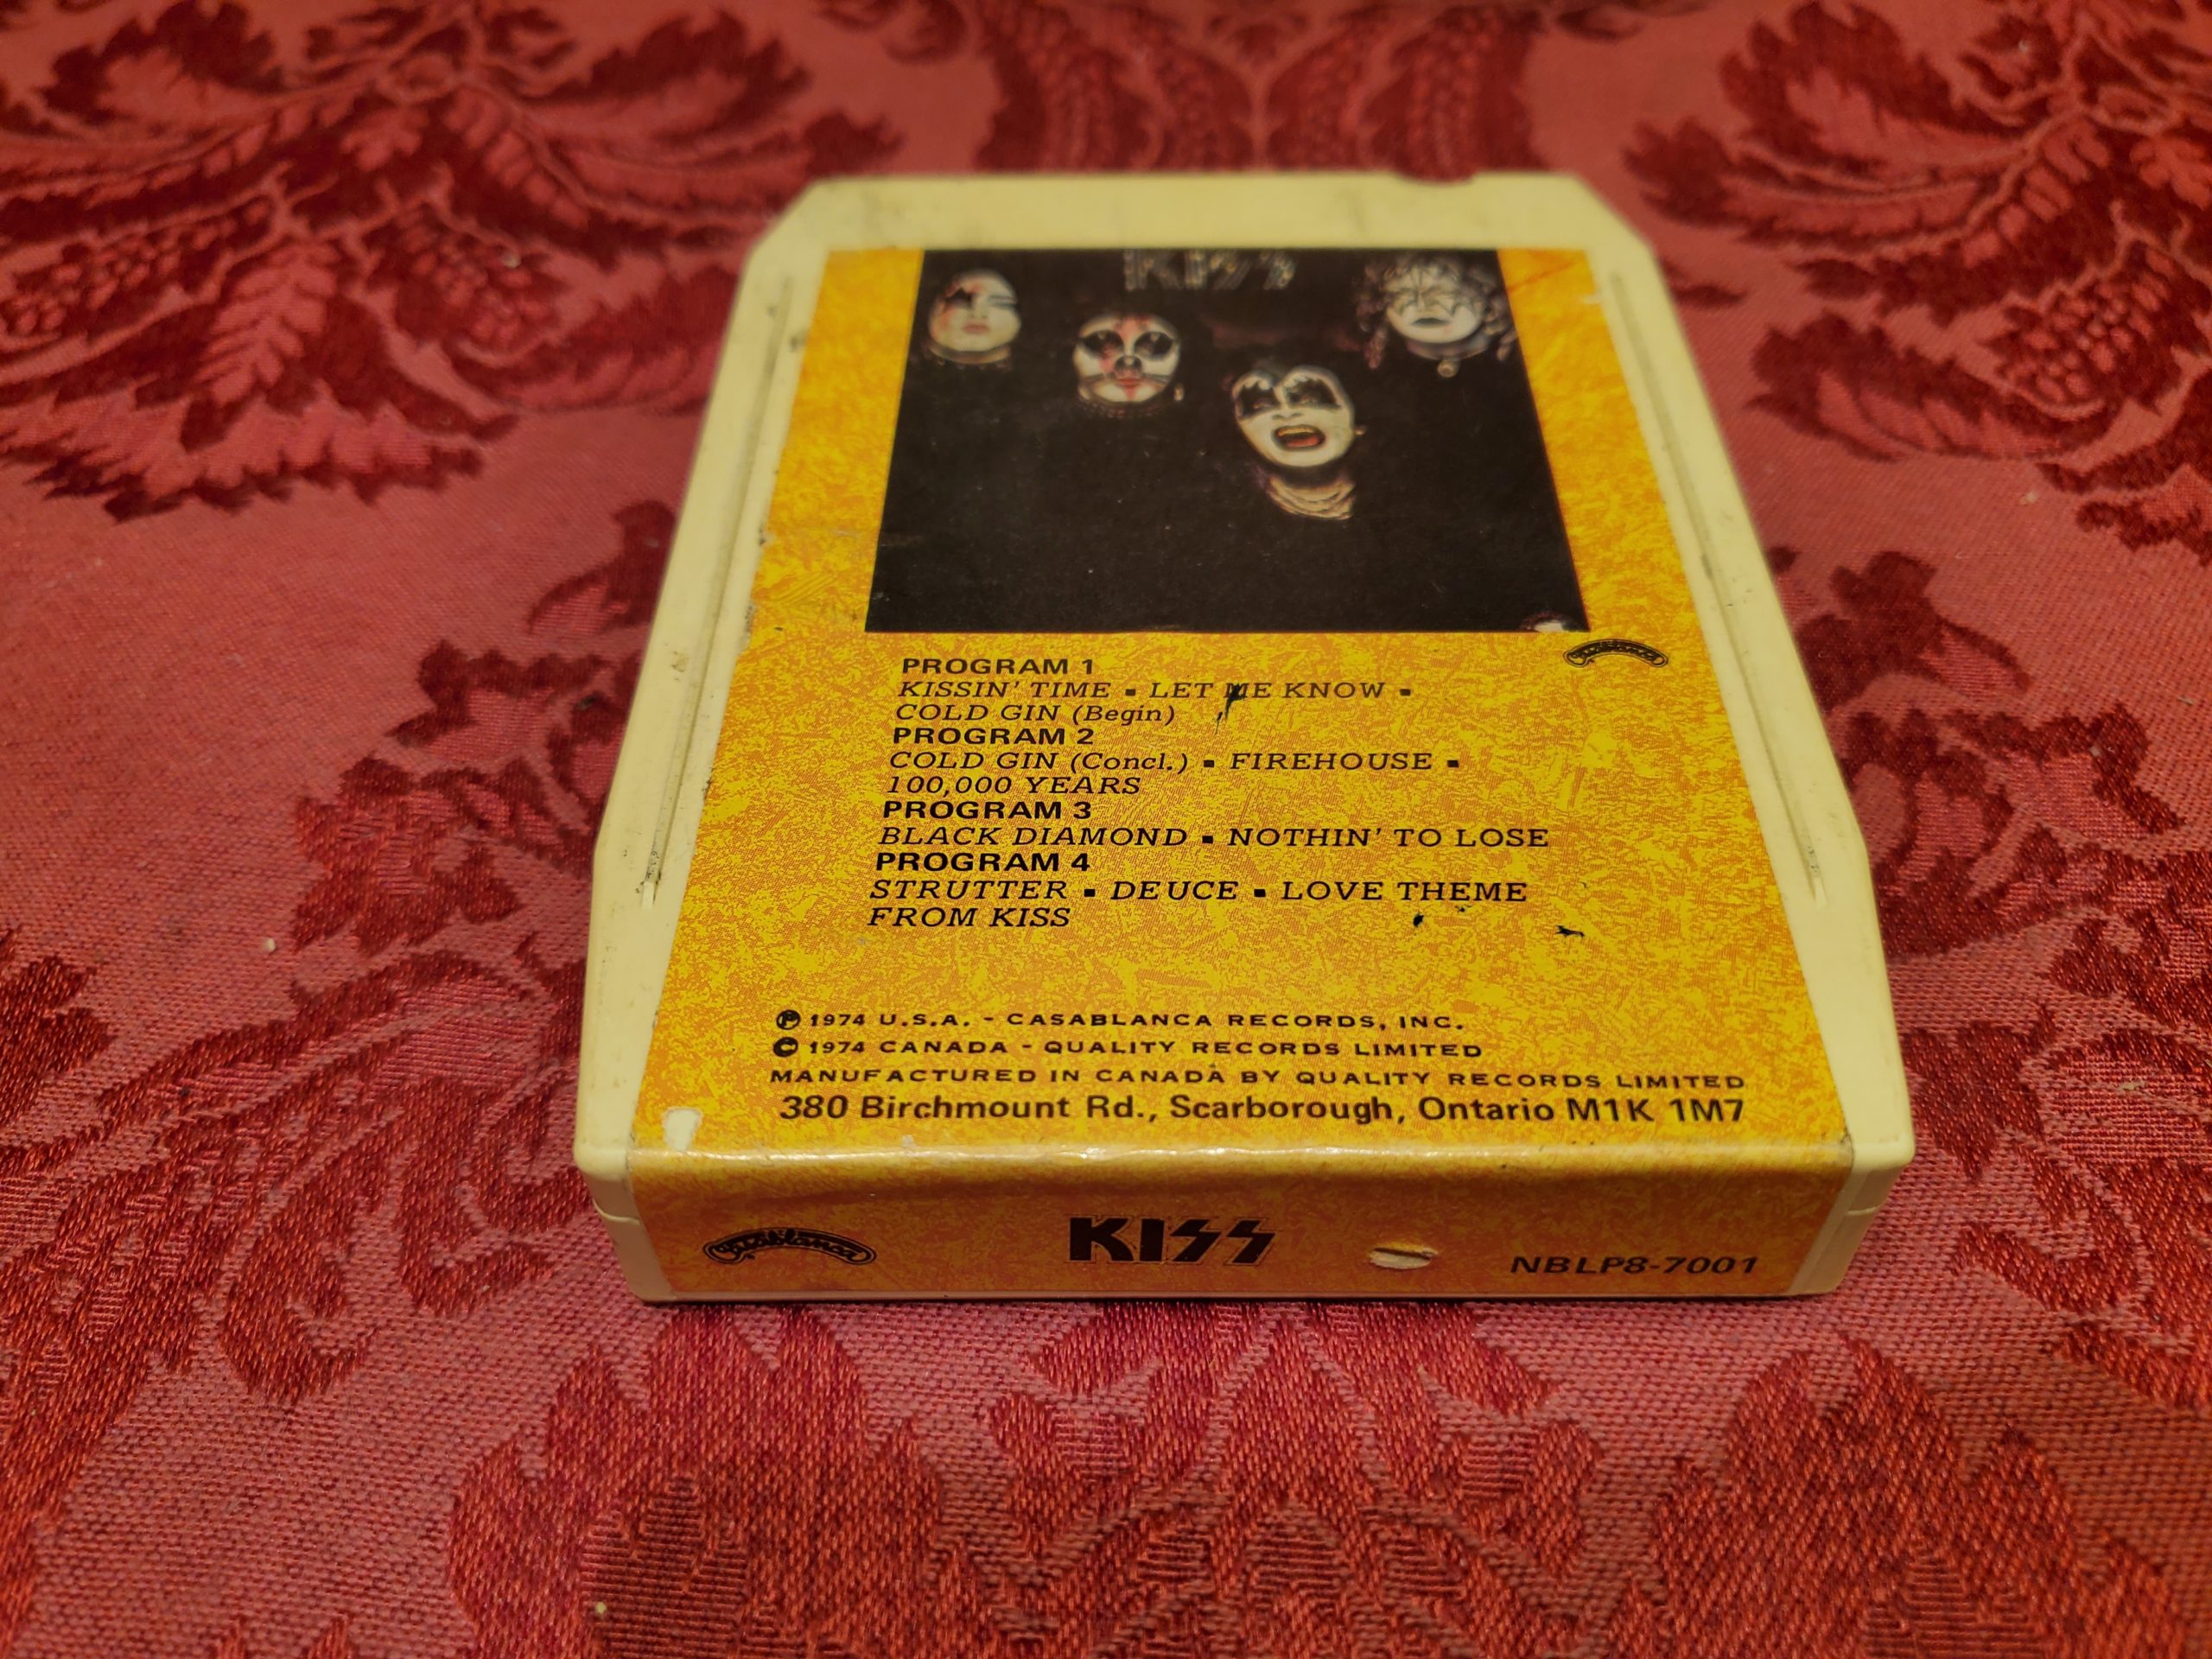 KISS
Casablanca
PROGRAM 1
KISSIN' TIME ▪ LET ME KNOW ▪
COLD GIN (Begin)
PROGRAM 2
COLD GIN (Concl.) ▪ FIREHOUSE ▪
100,000 YEARS
PROGRAM 3
BLACK DIAMOND ▪ NOTHIN' TO LOSE
PROGRAM 4
STRUTTER ▪ DEUCE ▪ LOVE THEME
FROM KISS
℗ 1974 U.S.A. - CASABLANCA RECORDS, INC.
© 1974 CANADA - QUALITY RECORDS LIMITED
MANUFACTURED IN CANADA BY QUALITY RECORDS LIMITED
380 Birchmount Rd., Scarborough, Ontario M1K 1M7
Casablanca KISS NBLP8-7001